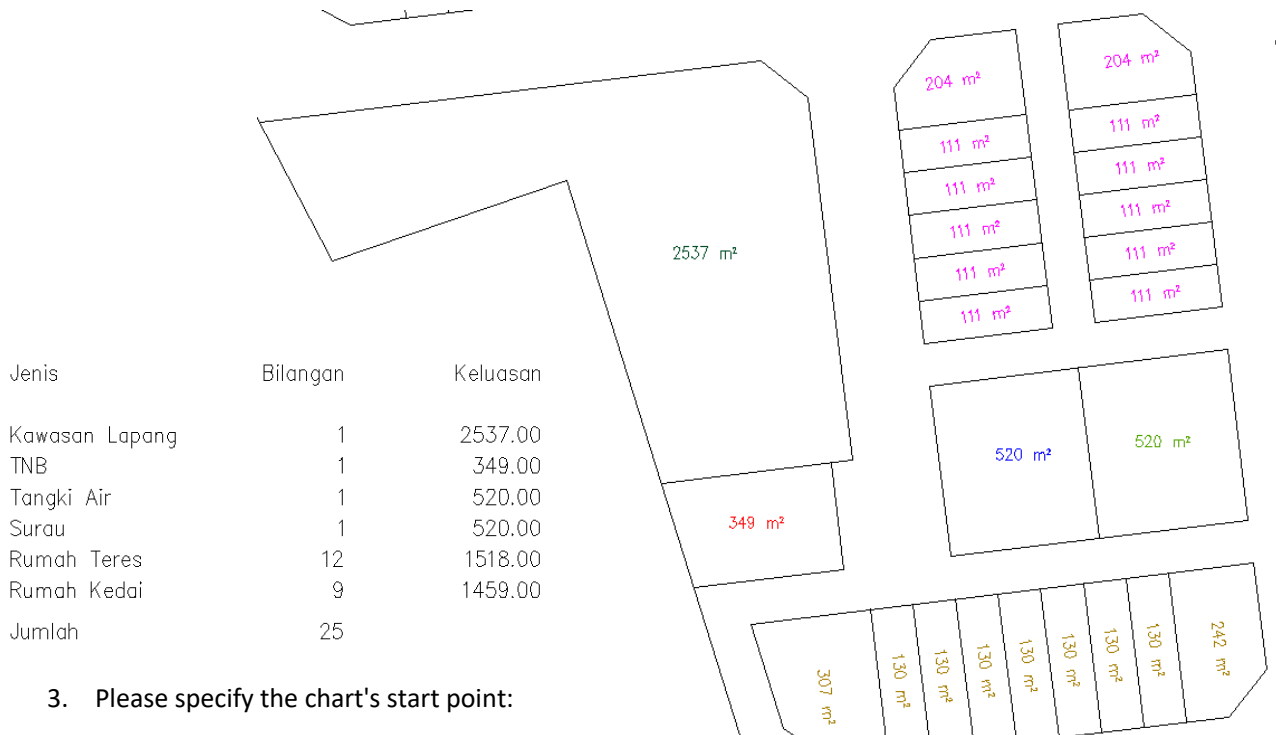 204 m²
204 m²
111 m²
111 m²
111 m²
111 m²
111 m²
111 m²
111 m²
111 m²
111 m²
111 m²
2537 m²
Jenis Bilangan Keluasan
Kawasan Lapang 1 2537.00
TNB 1 349.00
Tangki Air 1 520.00
Surau 1 520.00
Rumah Teres 12 1518.00
Rumah Kedai 9 1459.00
Jumlah 25
520 m²
520 m²
349 m²
307 m²
130 m²
130 m²
130 m²
130 m²
130 m²
130 m²
130 m²
242 m²
3. Please specify the chart's start point: